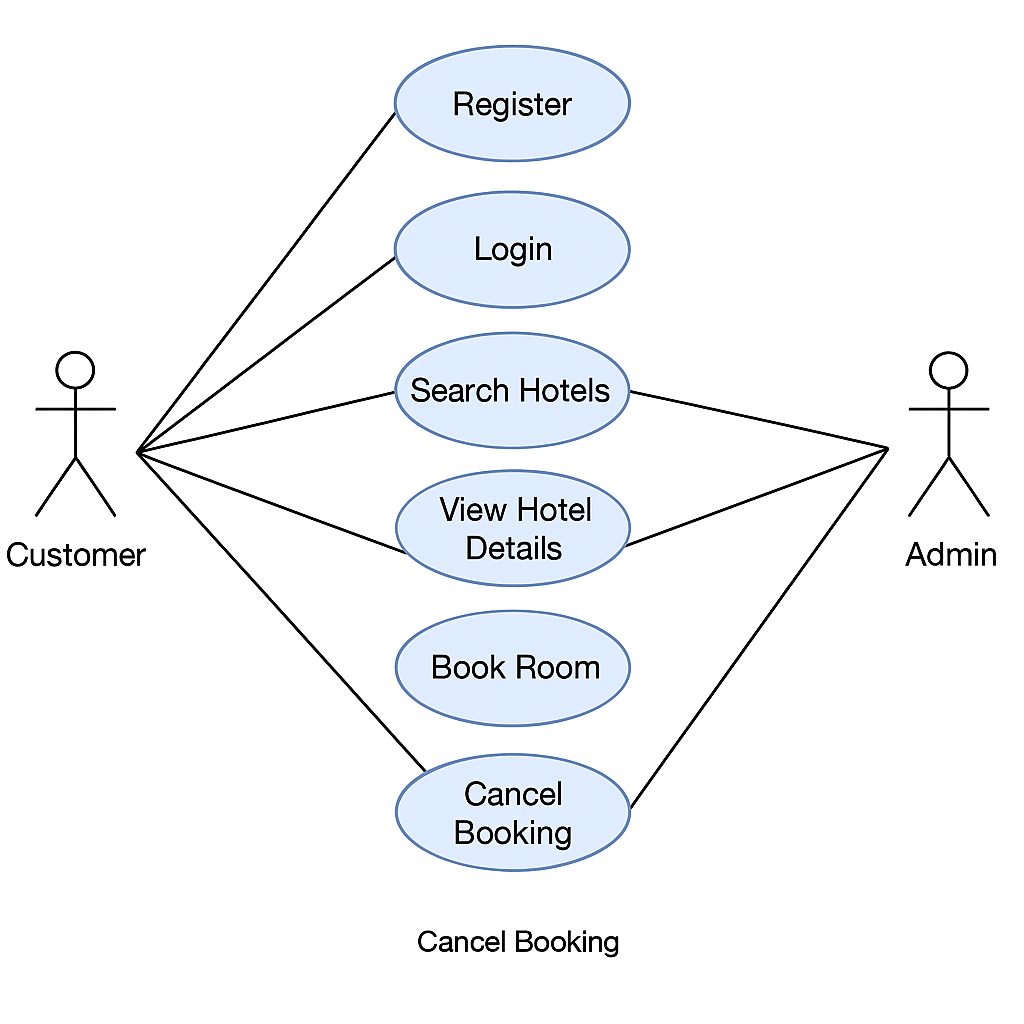 Register
Login
Search Hotels
View Hotel
Details
Customer
Admin
Book Room
Cancel
Booking
Cancel Booking